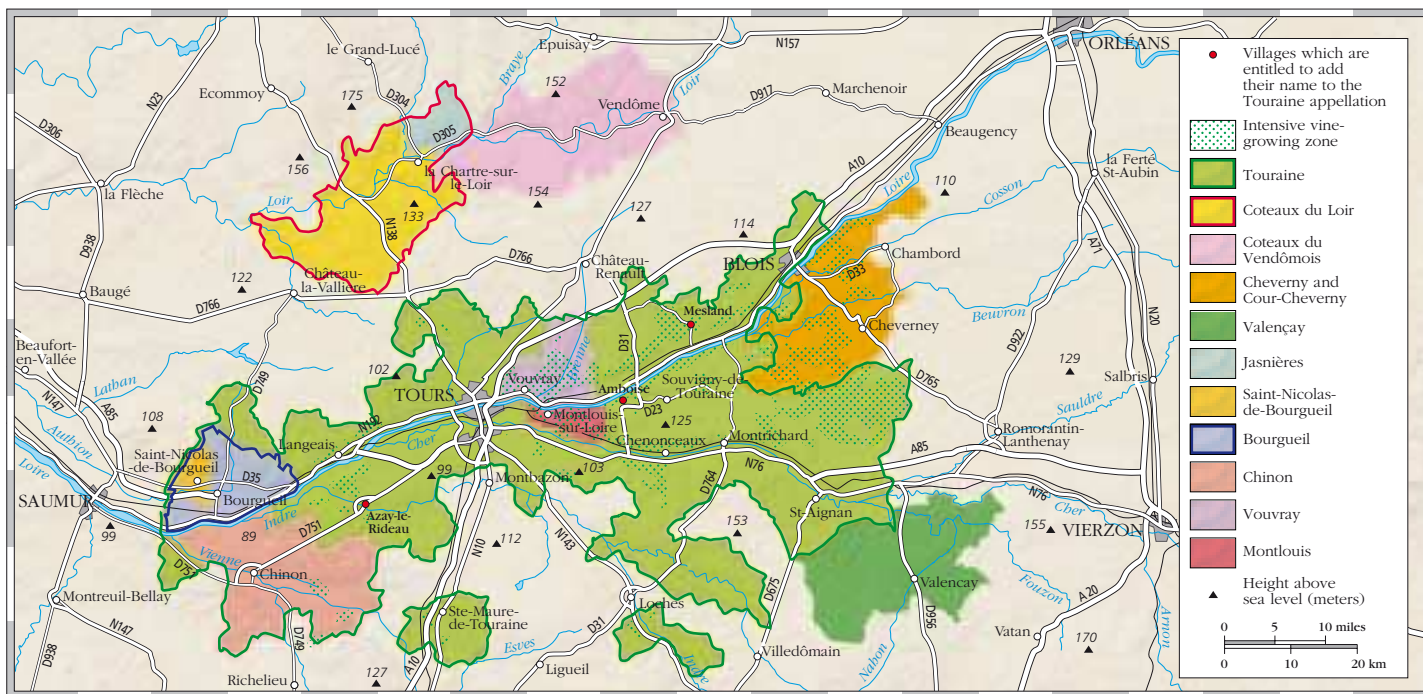 ORLÉANS
Epuisay
N157
le Grand-Lucé
Braye
152
Loir
Ecommoy
175
D304
Vendôme
D917
Marchenoir
N23
D306
D305
Beaugency
A10
156
la Chartre-sur-
le-Loir
la Ferté
St-Aubin
la Flèche
Loir
133
154
127
Loire
110
Cosson
N138
114
D938
D766
Château-
Renault
BLOIS
Chambord
A71
122
Château-
la-Vallière
D33
Baugé
D766
Mesland
Beuvron
N20
D31
Cheverney
D922
Beaufort-
en-Vallée
Lathan
D749
102
Vouvray
Amboise
Souvigny-de-
Touraine
D765
129
Salbris
N147
A85
TOURS
D23
Sauldre
108
Authion
N192
Cher
Montlouis-
sur-Loire
125
Romorantin-
Lanthenay
Langeais
Chenonceaux
Montrichard
A85
Saint-Nicolas
-de-Bourgueil
D35
Loire
99
103
N76
SAUMUR
Bourgueil
Montbazon
D764
N76
Cher
Indre
Azay-le-
Rideau
St-Aignan
99
89
D751
153
155
VIERZON
Vienne
N10
112
N143
D751
Chinon
Valencay
Fouzon
Montreuil-Bellay
Loches
D675
A20
Ste-Maure-
de-Touraine
D956
Arnon
N147
D749
D31
Vatan
Esves
170
D938
A10
Ligueil
Villedômain
Nabon
Richelieu
127
Indre
Villages which are
entitled to add
their name to the
Touraine appellation
Intensive vine-
growing zone
Touraine
Coteaux du Loir
Coteaux du
Vendômois
Cheverny and
Cour-Cheverny
Valençay
Jasnières
Saint-Nicolas-
de-Bourgueil
Bourgueil
Chinon
Vouvray
Montlouis
Height above
sea level (meters)
0 5 10 miles
0 10 20 km